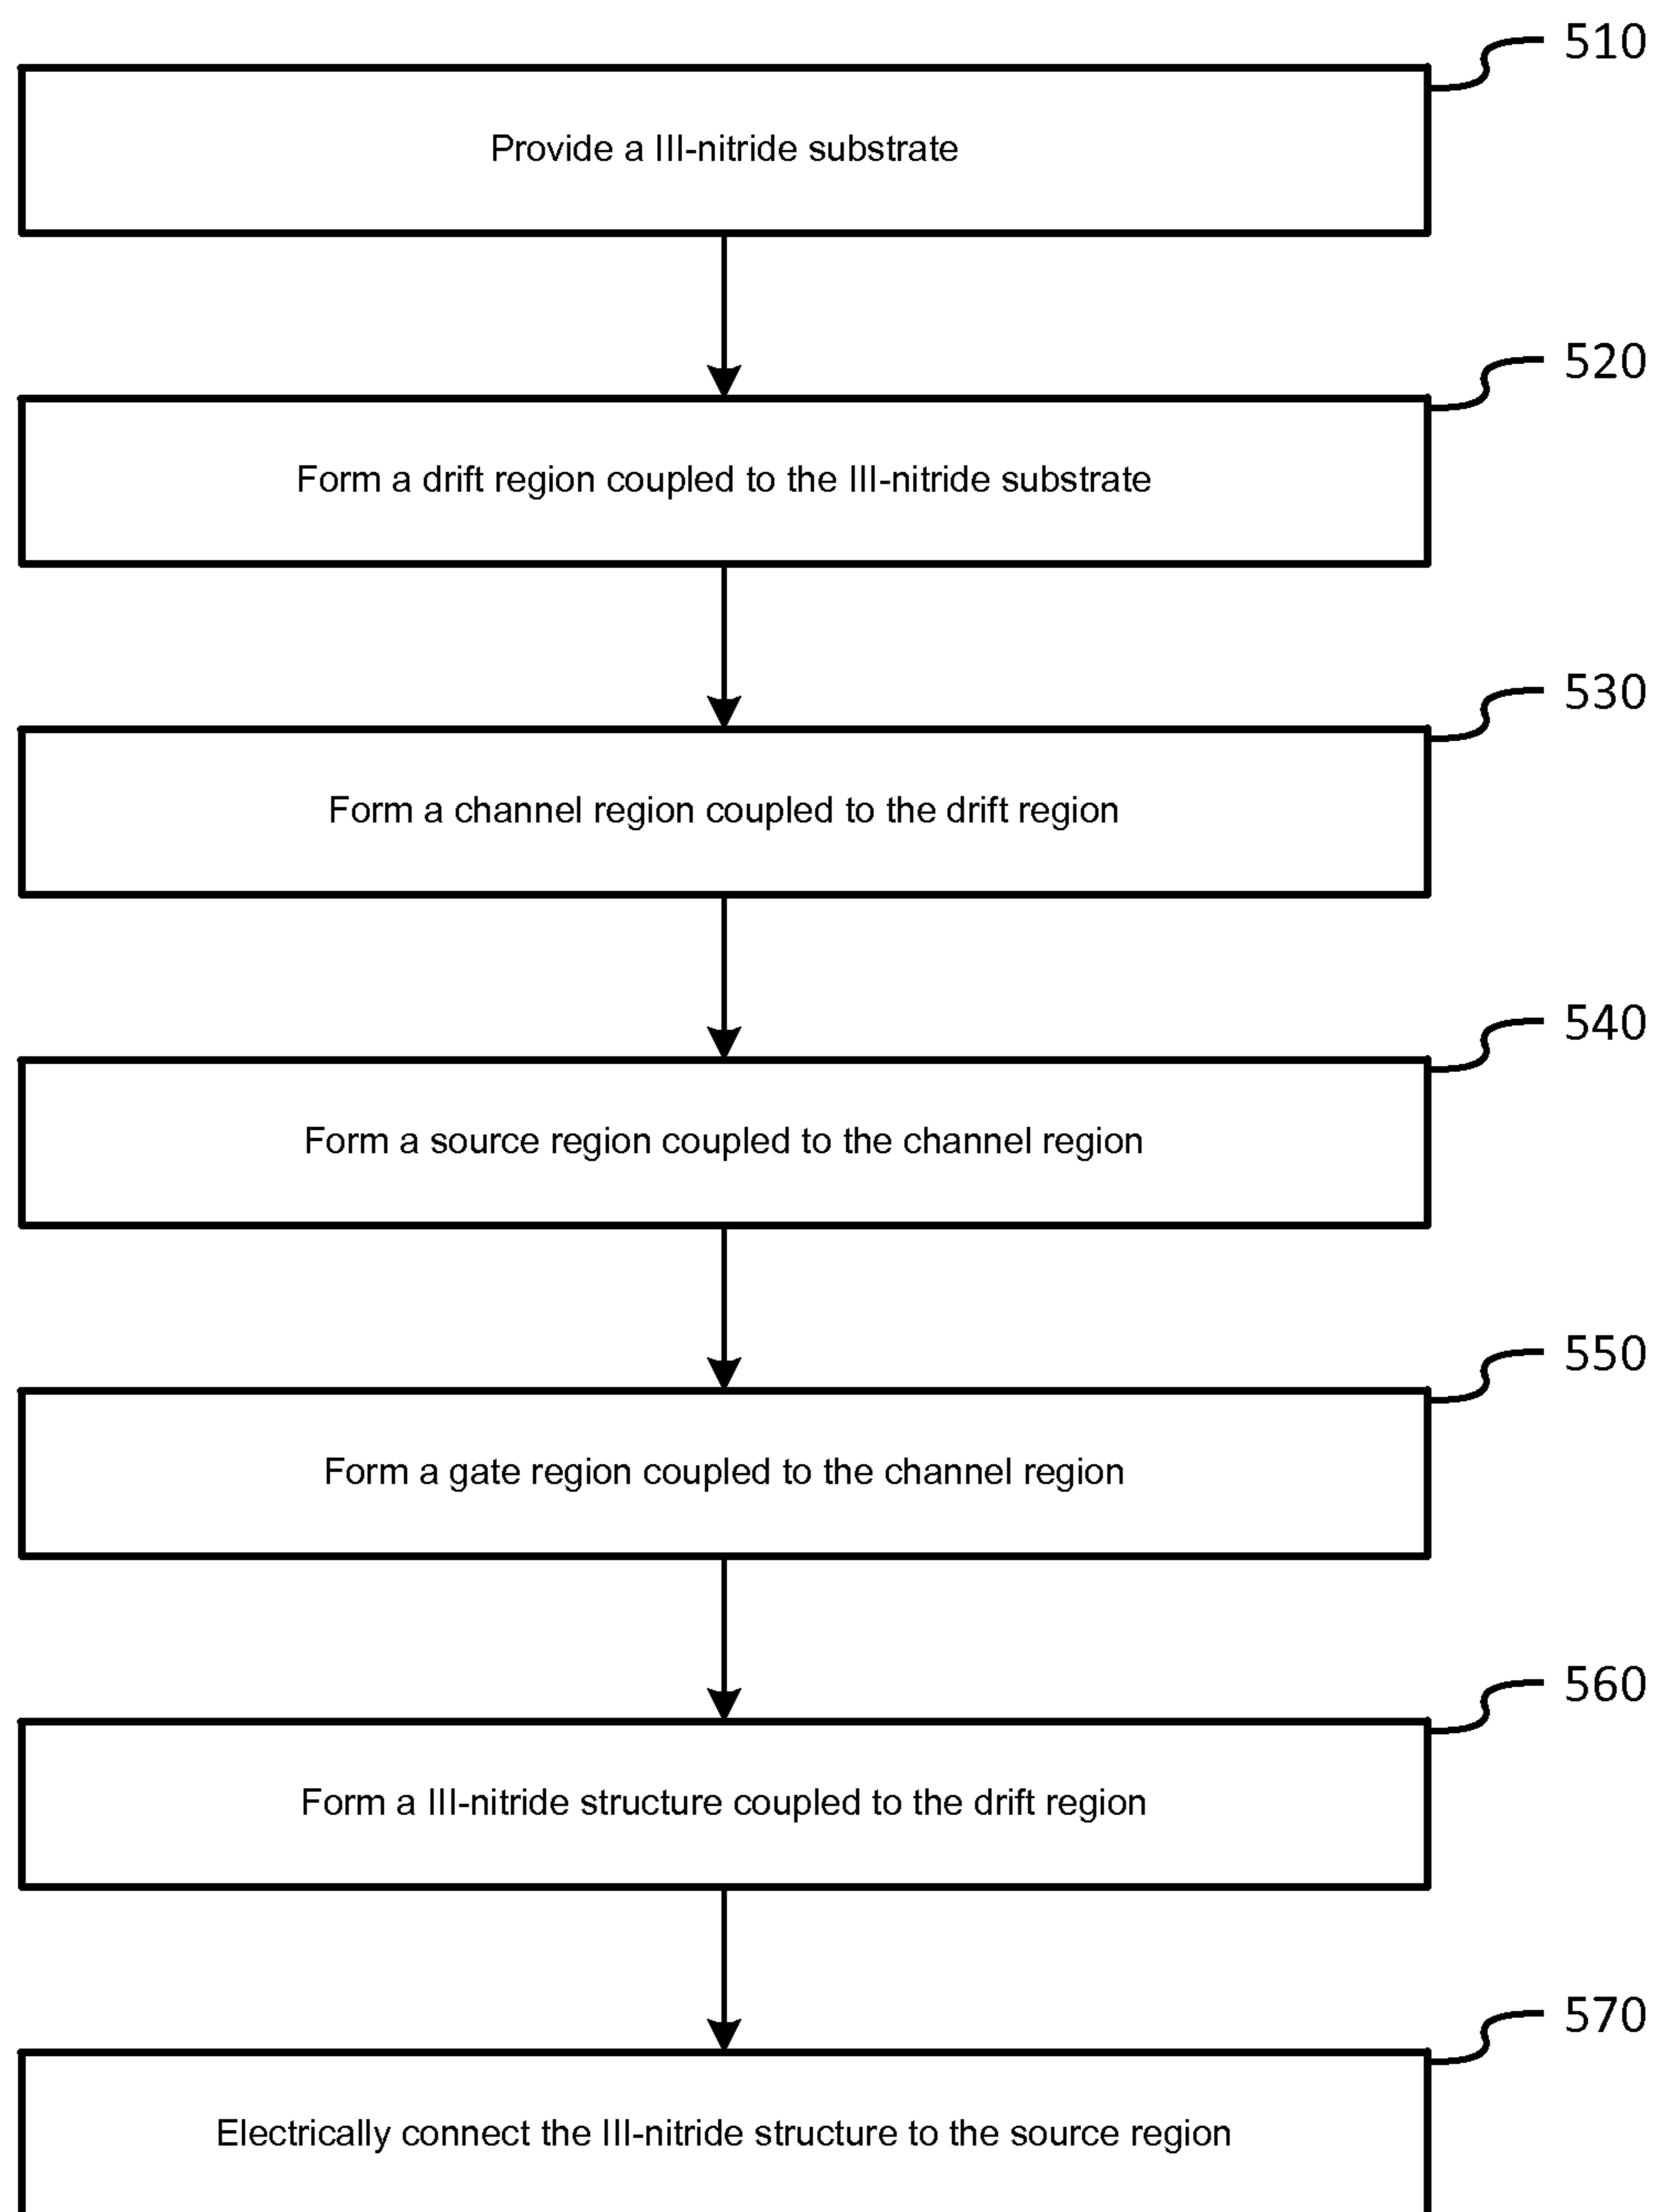 510
Provide a III-nitride substrate
520
Form a drift region coupled to the III-nitride substrate
530
Form a channel region coupled to the drift region
540
Form a source region coupled to the channel region
550
Form a gate region coupled to the channel region
560
Form a III-nitride structure coupled to the drift region
570
Electrically connect the III-nitride structure to the source region